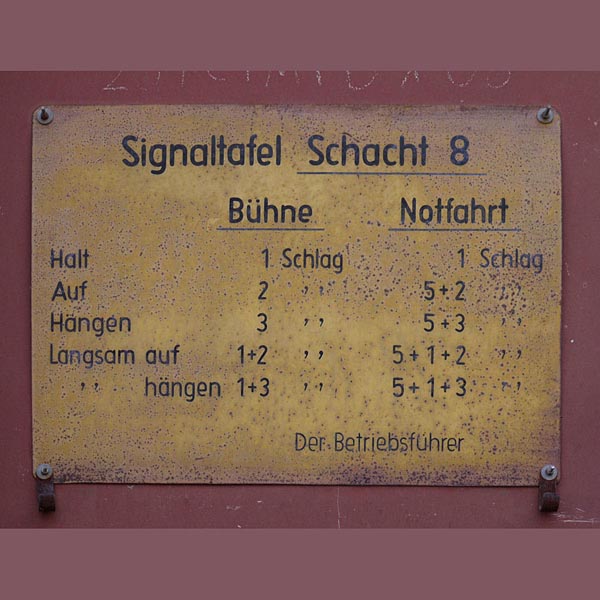 Signaltafel Schacht 8
Bühne Notfahrt
Halt 1 Schlag 1 Schlag
Auf 2 ,, 5+2 ,,
Hängen 3 ,, 5+3 ,,
Langsam auf 1+2 ,, 5+1+2 ,,
,, hängen 1+3 ,, 5+1+3 ,,
Der Betriebsführer